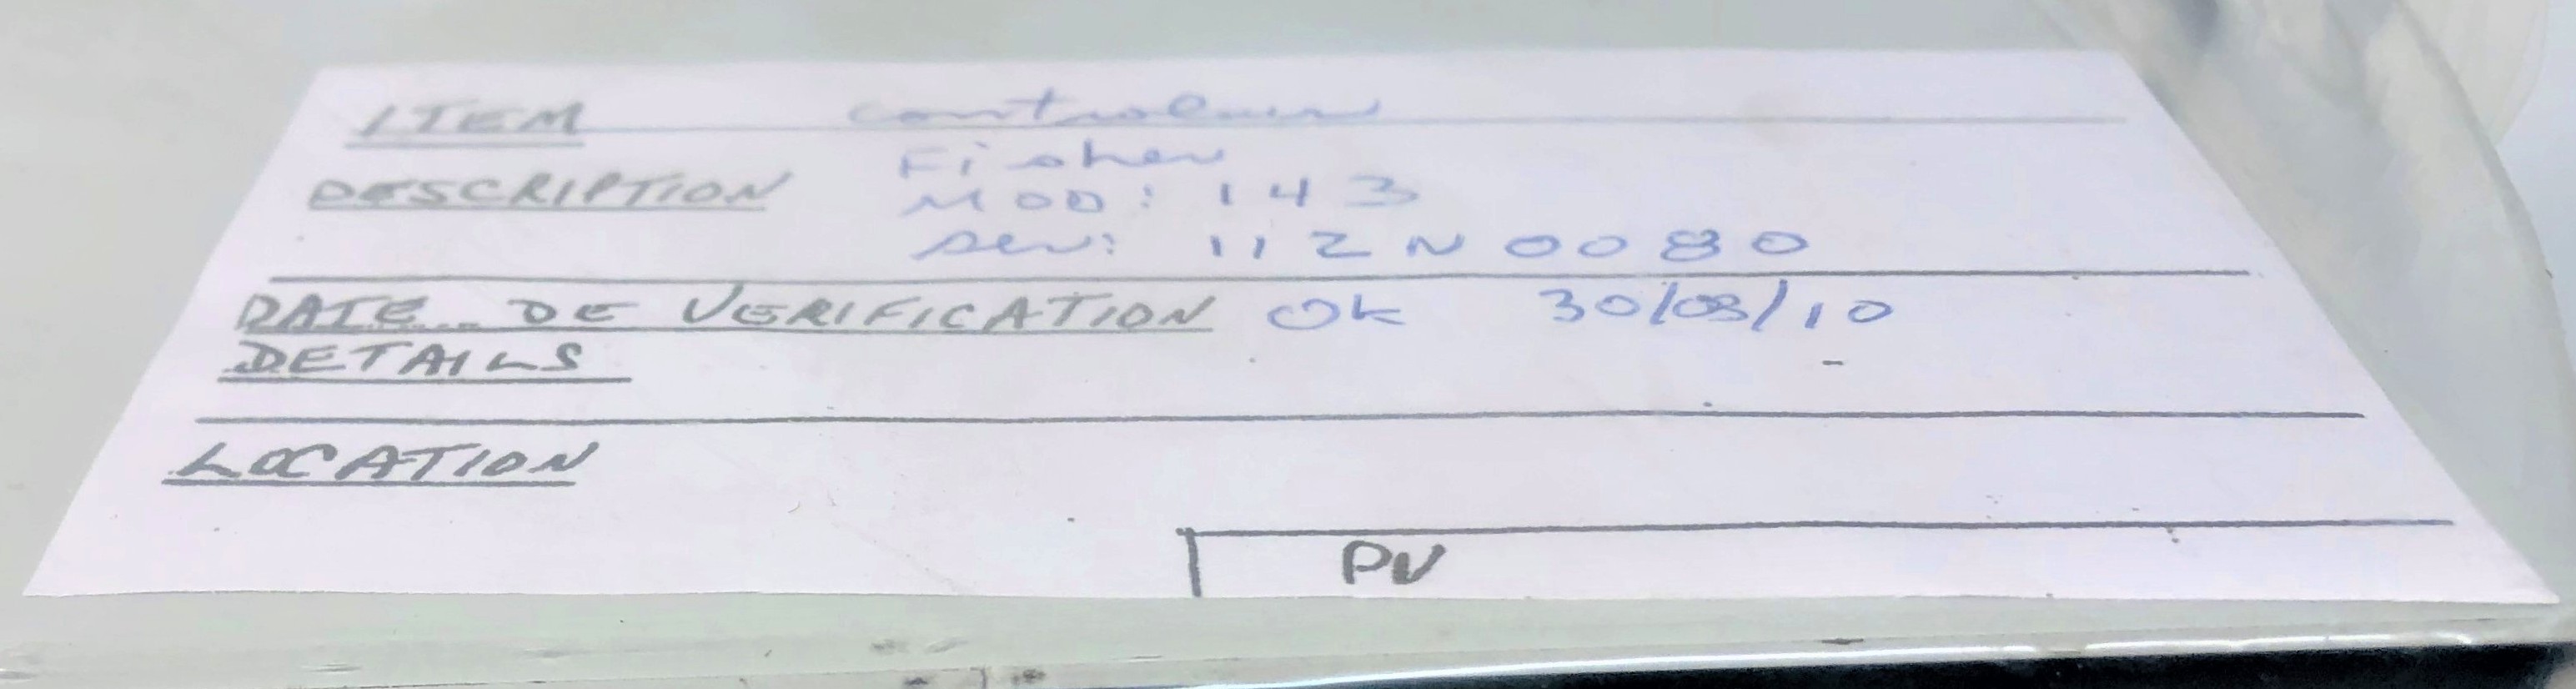 ITEM controleur
DESCRIPTION Fisher
MOD: 143
ser: 11ZN0080
DATE DE VERIFICATION Ok 30/08/10
DETAILS
LOCATION
PV